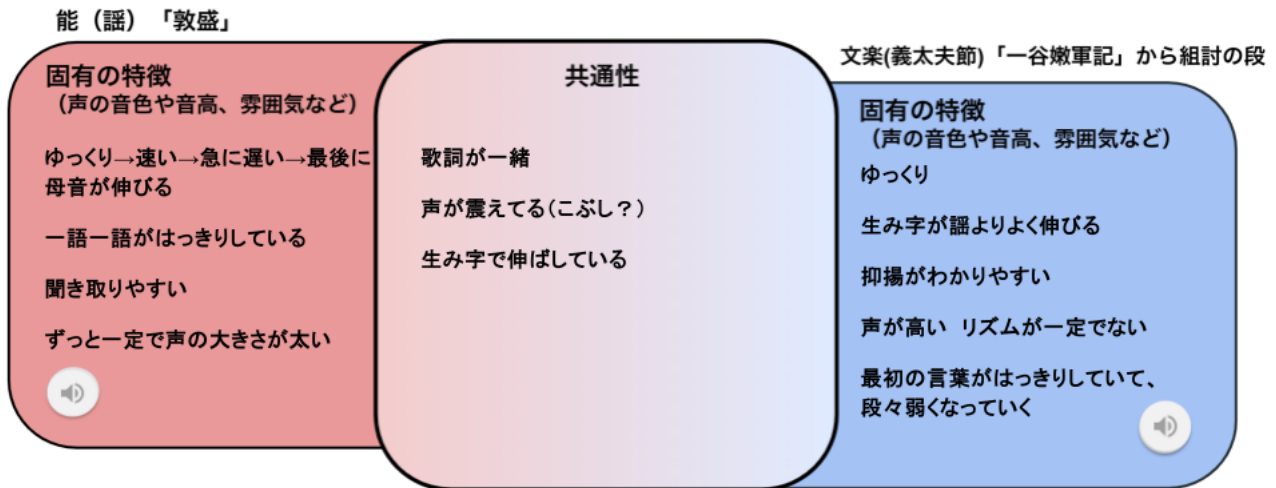 能（謡）「敦盛」
固有の特徴
（声の音色や音高、雰囲気など）
ゆっくり→速い→急に遅い→最後に
母音が伸びる
一語一語がはっきりしている
聞き取りやすい
ずっと一定で声の大きさが太い
共通性
歌詞が一緒
声が震えてる（こぶし？）
生み字で伸ばしている
文楽(義太夫節)「一谷嫩軍記」から組討の段
固有の特徴
（声の音色や音高、雰囲気など）
ゆっくり
生み字が謡よりよく伸びる
抑揚がわかりやすい
声が高い リズムが一定でない
最初の言葉がはっきりしていて、
段々弱くなっていく